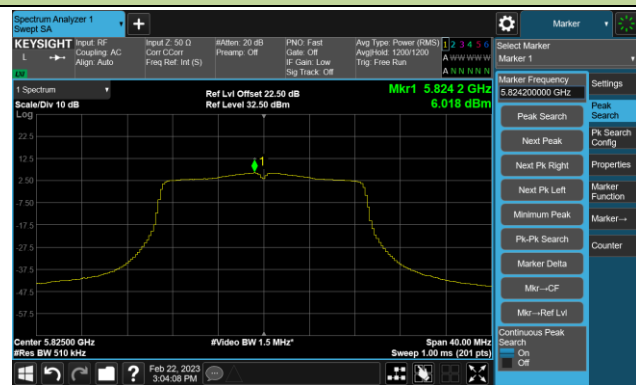 Spectrum Analyzer 1
Swept SA
+
Marker
KEYSIGHT
L
Input: RF
Coupling: AC
Align: Auto
Input Z: 50 Ω
Corr CCorr
Freq Ref: Int (S)
#Atten: 20 dB
Preamp: Off
PNO: Fast
Gate: Off
IF Gain: Low
Sig Track: Off
Avg Type: Power (RMS)
Avg|Hold: 1200/1200
Trig: Free Run
1 2 3 4 5 6
A W W W W W
A N N N N N
Select Marker
Marker 1
1 Spectrum
Scale/Div 10 dB
Log
Ref Lvl Offset 22.50 dB
Ref Level 32.50 dBm
Mkr1 5.824 2 GHz
6.018 dBm
22.5
12.5
2.50
-7.50
-17.5
-27.5
-37.5
-47.5
-57.5
1
Center 5.82500 GHz
#Res BW 510 kHz
#Video BW 1.5 MHz*
Span 40.00 MHz
Sweep 1.00 ms (201 pts)
Marker Frequency
5.824200000 GHz
Peak Search
Next Peak
Next Pk Right
Next Pk Left
Minimum Peak
Pk-Pk Search
Marker Delta
Mkr→CF
Mkr→Ref Lvl
Continuous Peak
Search
On
Off
Settings
Peak
Search
Pk Search
Config
Properties
Marker
Function
Marker→
Counter
?
Feb 22, 2023
3:04:08 PM